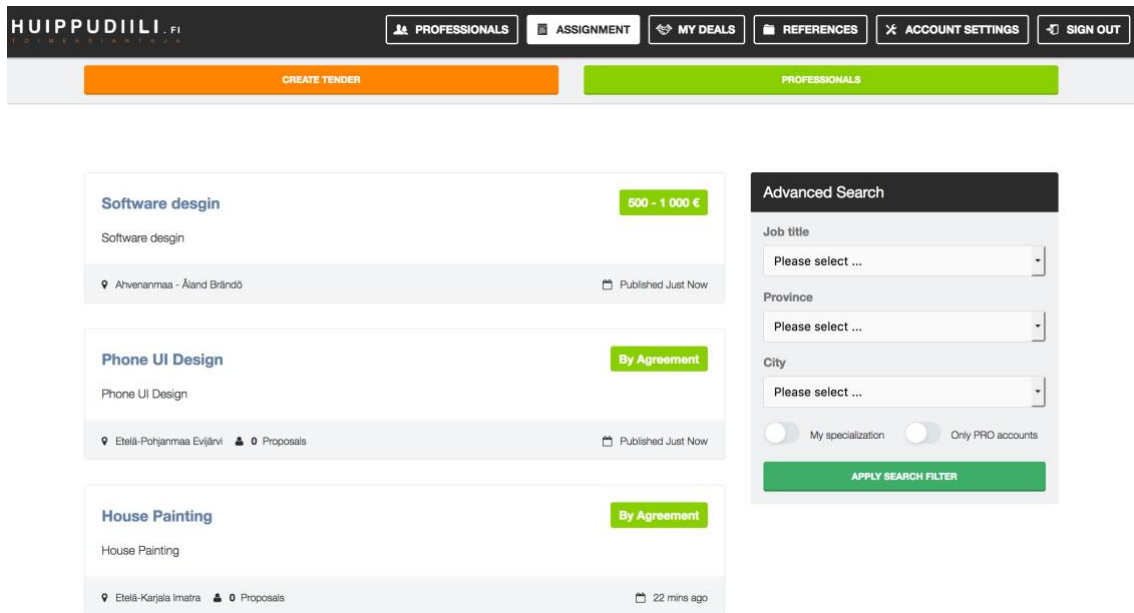 HUIPPUDIILI.FI
TOIMEKSIANTAJA
PROFESSIONALS
ASSIGNMENT
MY DEALS
REFERENCES
ACCOUNT SETTINGS
SIGN OUT
CREATE TENDER
PROFESSIONALS
Software desgin
500 - 1 000 €
Software desgin
Ahvenanmaa - Åland Brändö
Published Just Now
Phone UI Design
By Agreement
Phone UI Design
Etelä-Pohjanmaa Evijärvi 0 Proposals
Published Just Now
House Painting
By Agreement
House Painting
Etelä-Karjala Imatra 0 Proposals
22 mins ago
Advanced Search
Job title
Please select ...
Province
Please select ...
City
Please select ...
My specialization
Only PRO accounts
APPLY SEARCH FILTER